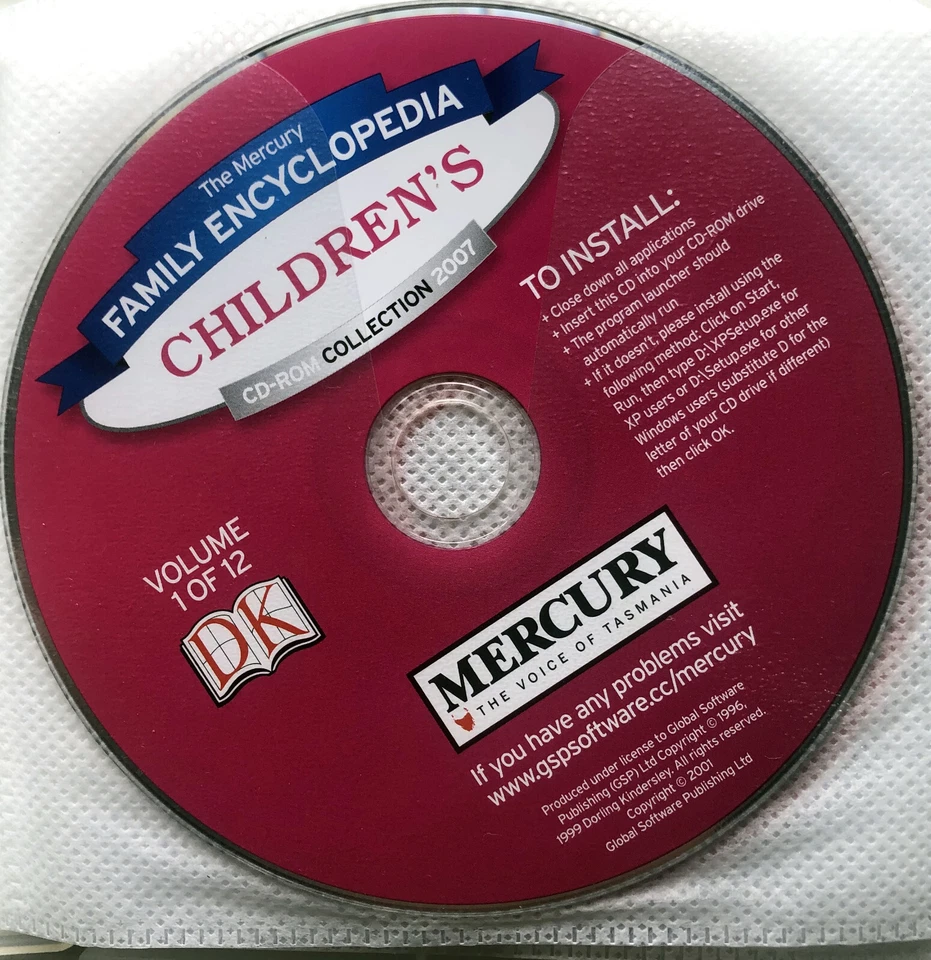 The Mercury
FAMILY ENCYCLOPEDIA
CHILDREN'S
CD-ROM COLLECTION 2007
TO INSTALL:
+ Close down all applications
+ Insert this CD into your CD-ROM drive
+ The program launcher should
automatically run
+ If it doesn't, please install using the
following method: Click on Start,
Run, then type D:\XPSetup.exe for
XP users or D:\Setup.exe for other
Windows users (substitute D for the
letter of your CD drive if different)
then click OK.
VOLUME
1 OF 12
DK
MERCURY
THE VOICE OF TASMANIA
If you have any problems visit
www.gspsoftware.cc/mercury
Produced under license to Global Software
Publishing (GSP) Ltd Copyright © 1996,
1999 Dorling Kindersley. All rights reserved.
Copyright © 2001
Global Software Publishing Ltd